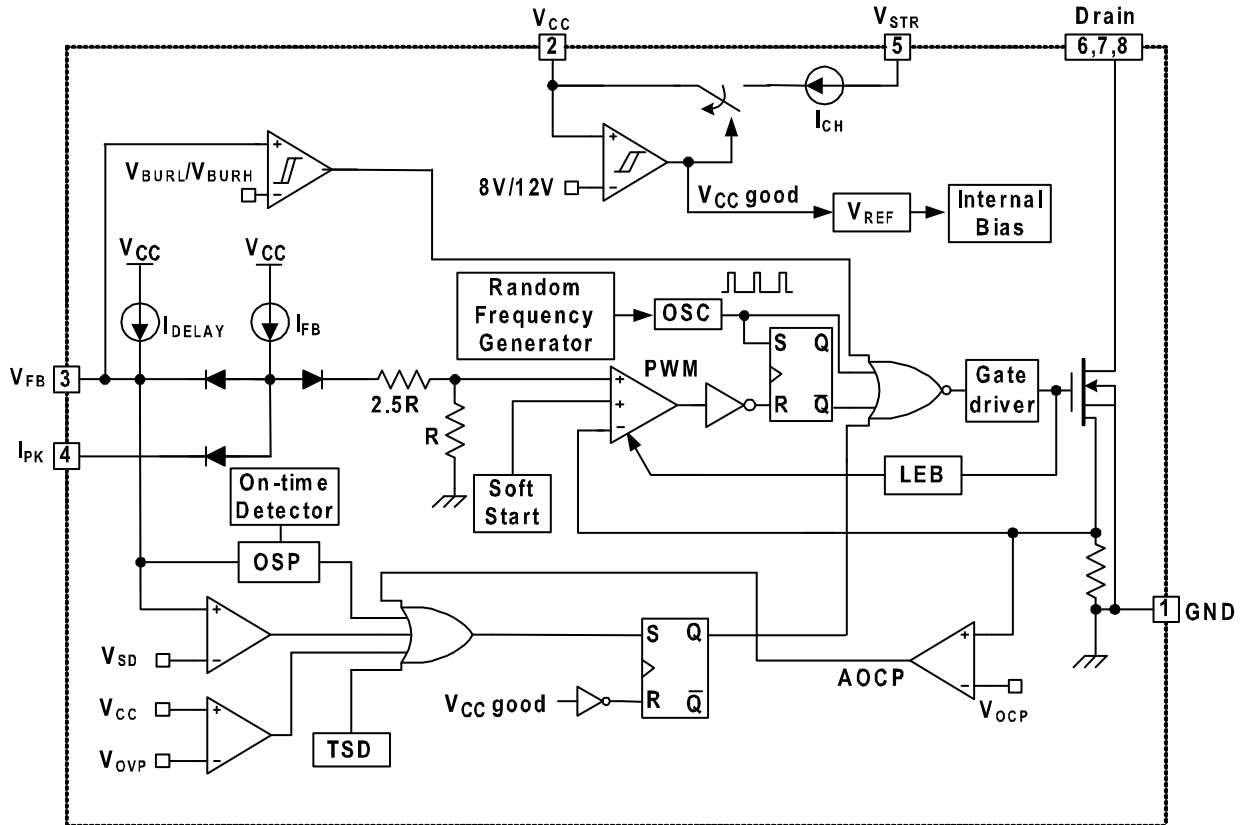 VCC
VSTR
Drain
2
5
6,7,8
ICH
+
VBURL/VBURH
−
+
8V/12V
−
VCC good
VREF
Internal
Bias
VCC
VCC
IDELAY
IFB
Random
Frequency
Generator
OSC
S Q
R Q̅
PWM
VFB 3
2.5R
R
+
+
−
Gate
driver
IPK 4
LEB
On-time
Detector
Soft
Start
OSP
1 GND
+
VSD
−
S Q
R Q̅
+
AOCP
−
VOCP
VCC
+
VCC good
VOVP
−
TSD